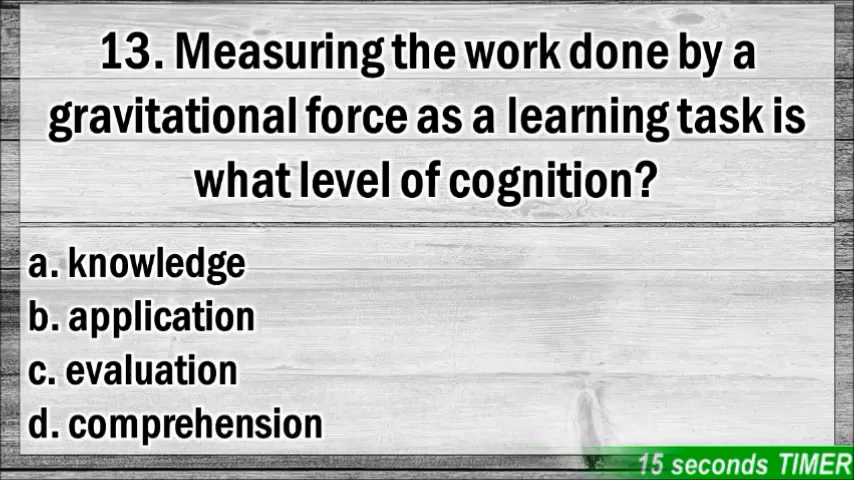 13. Measuring the work done by a
gravitational force as a learning task is
what level of cognition?
a. knowledge
b. application
c. evaluation
d. comprehension
15 seconds TIMER